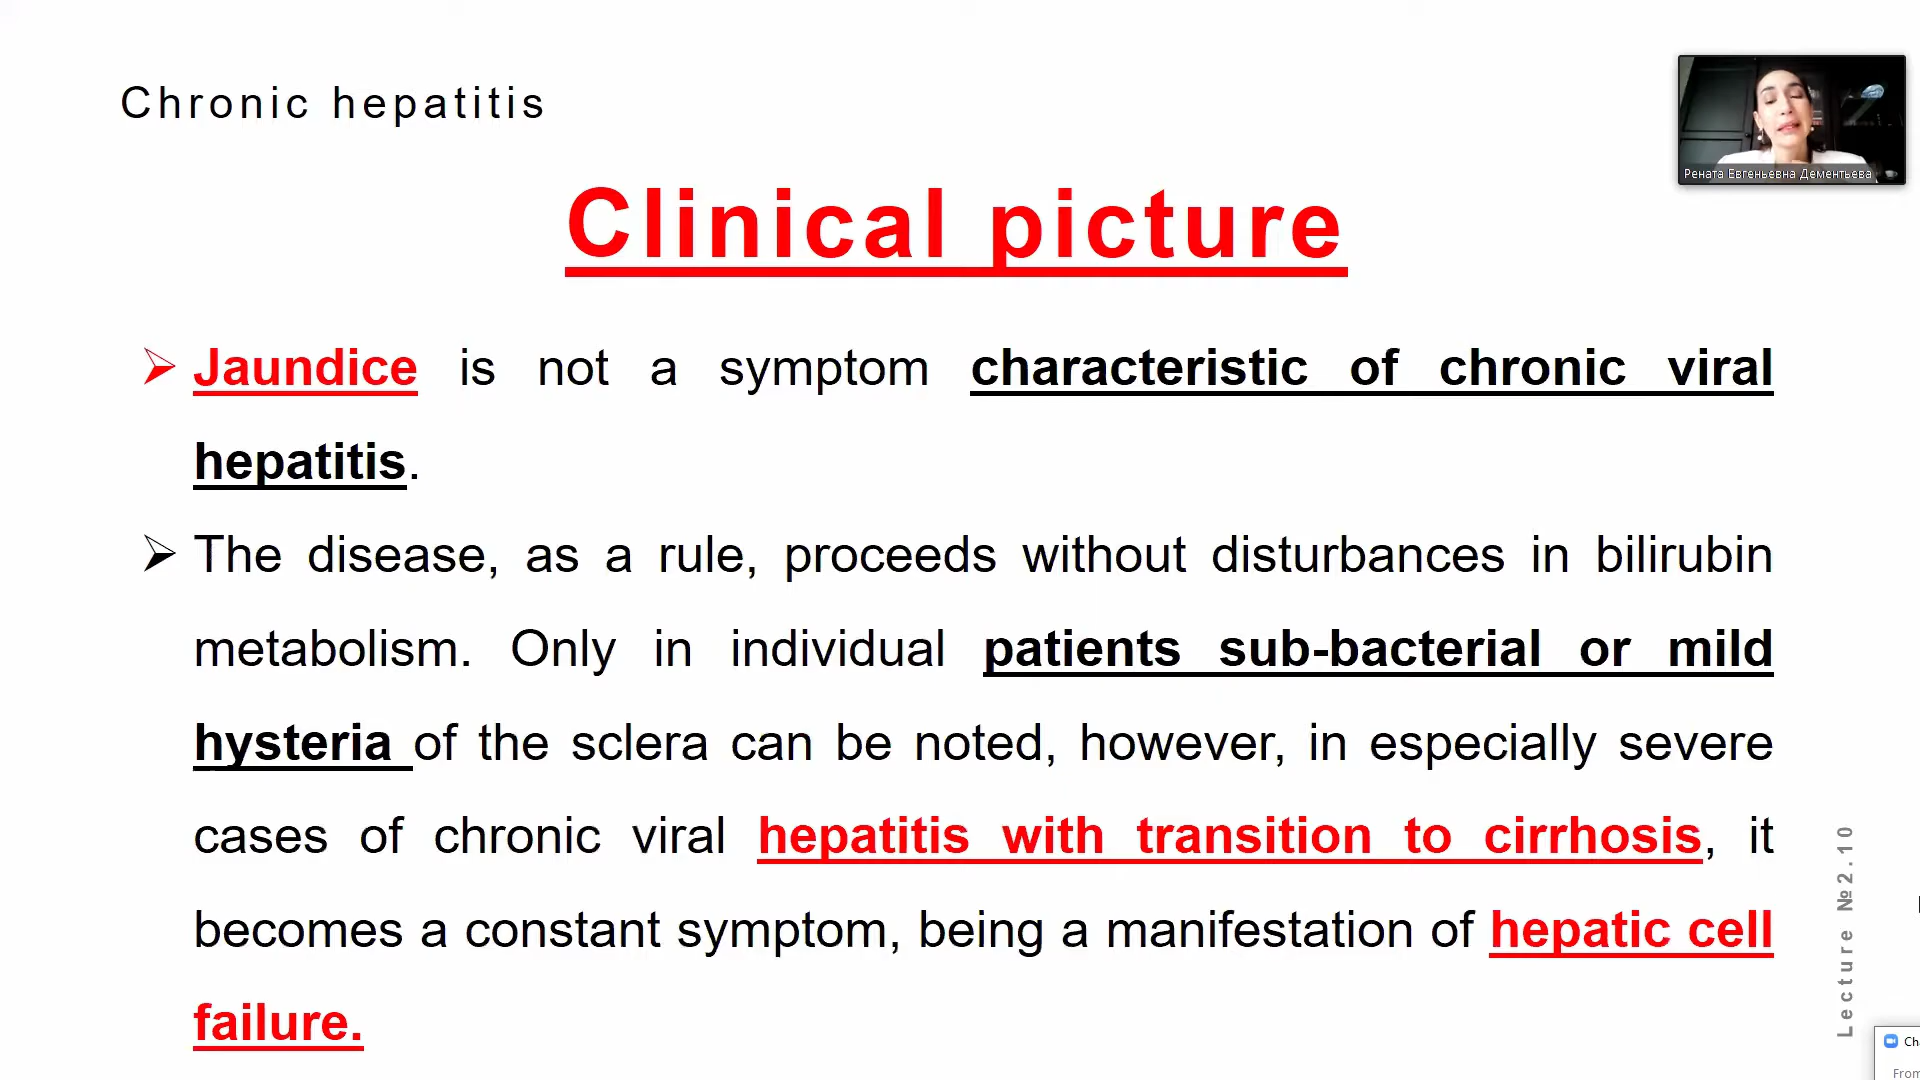 Chronic hepatitis
Рената Евгеньевна Дементьева
Clinical picture
➢ Jaundice is not a symptom characteristic of chronic viral
hepatitis.
➢ The disease, as a rule, proceeds without disturbances in bilirubin
metabolism. Only in individual patients sub-bacterial or mild
hysteria of the sclera can be noted, however, in especially severe
cases of chronic viral hepatitis with transition to cirrhosis, it
becomes a constant symptom, being a manifestation of hepatic cell
failure.
Lecture №2.10
From